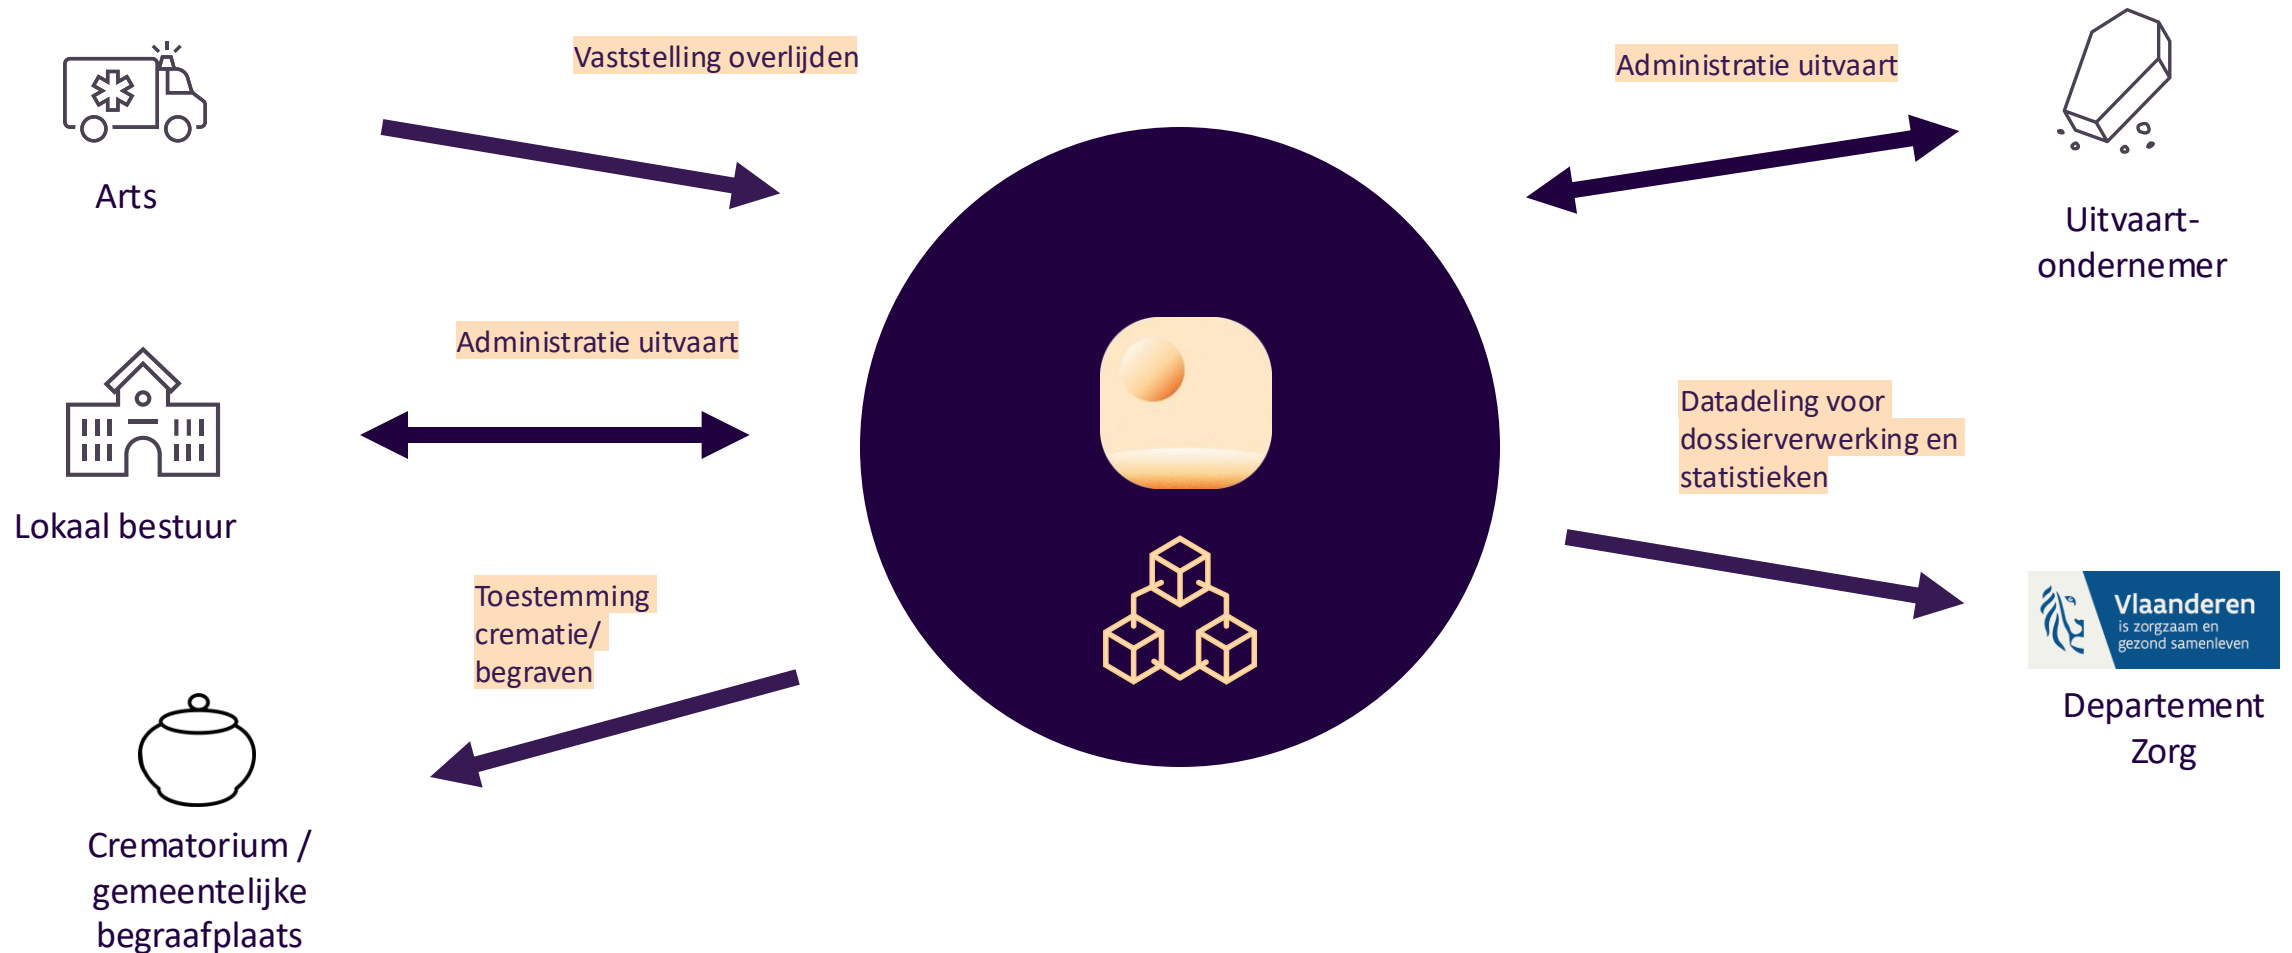 Vaststelling overlijden
Arts
Administratie uitvaart
Uitvaart-
ondernemer
Administratie uitvaart
Lokaal bestuur
Datadeling voor
dossierverwerking en
statistieken
Toestemming
crematie/
begraven
Vlaanderen
is zorgzaam en
gezond samenleven
Departement
Zorg
Crematorium /
gemeentelijke
begraafplaats